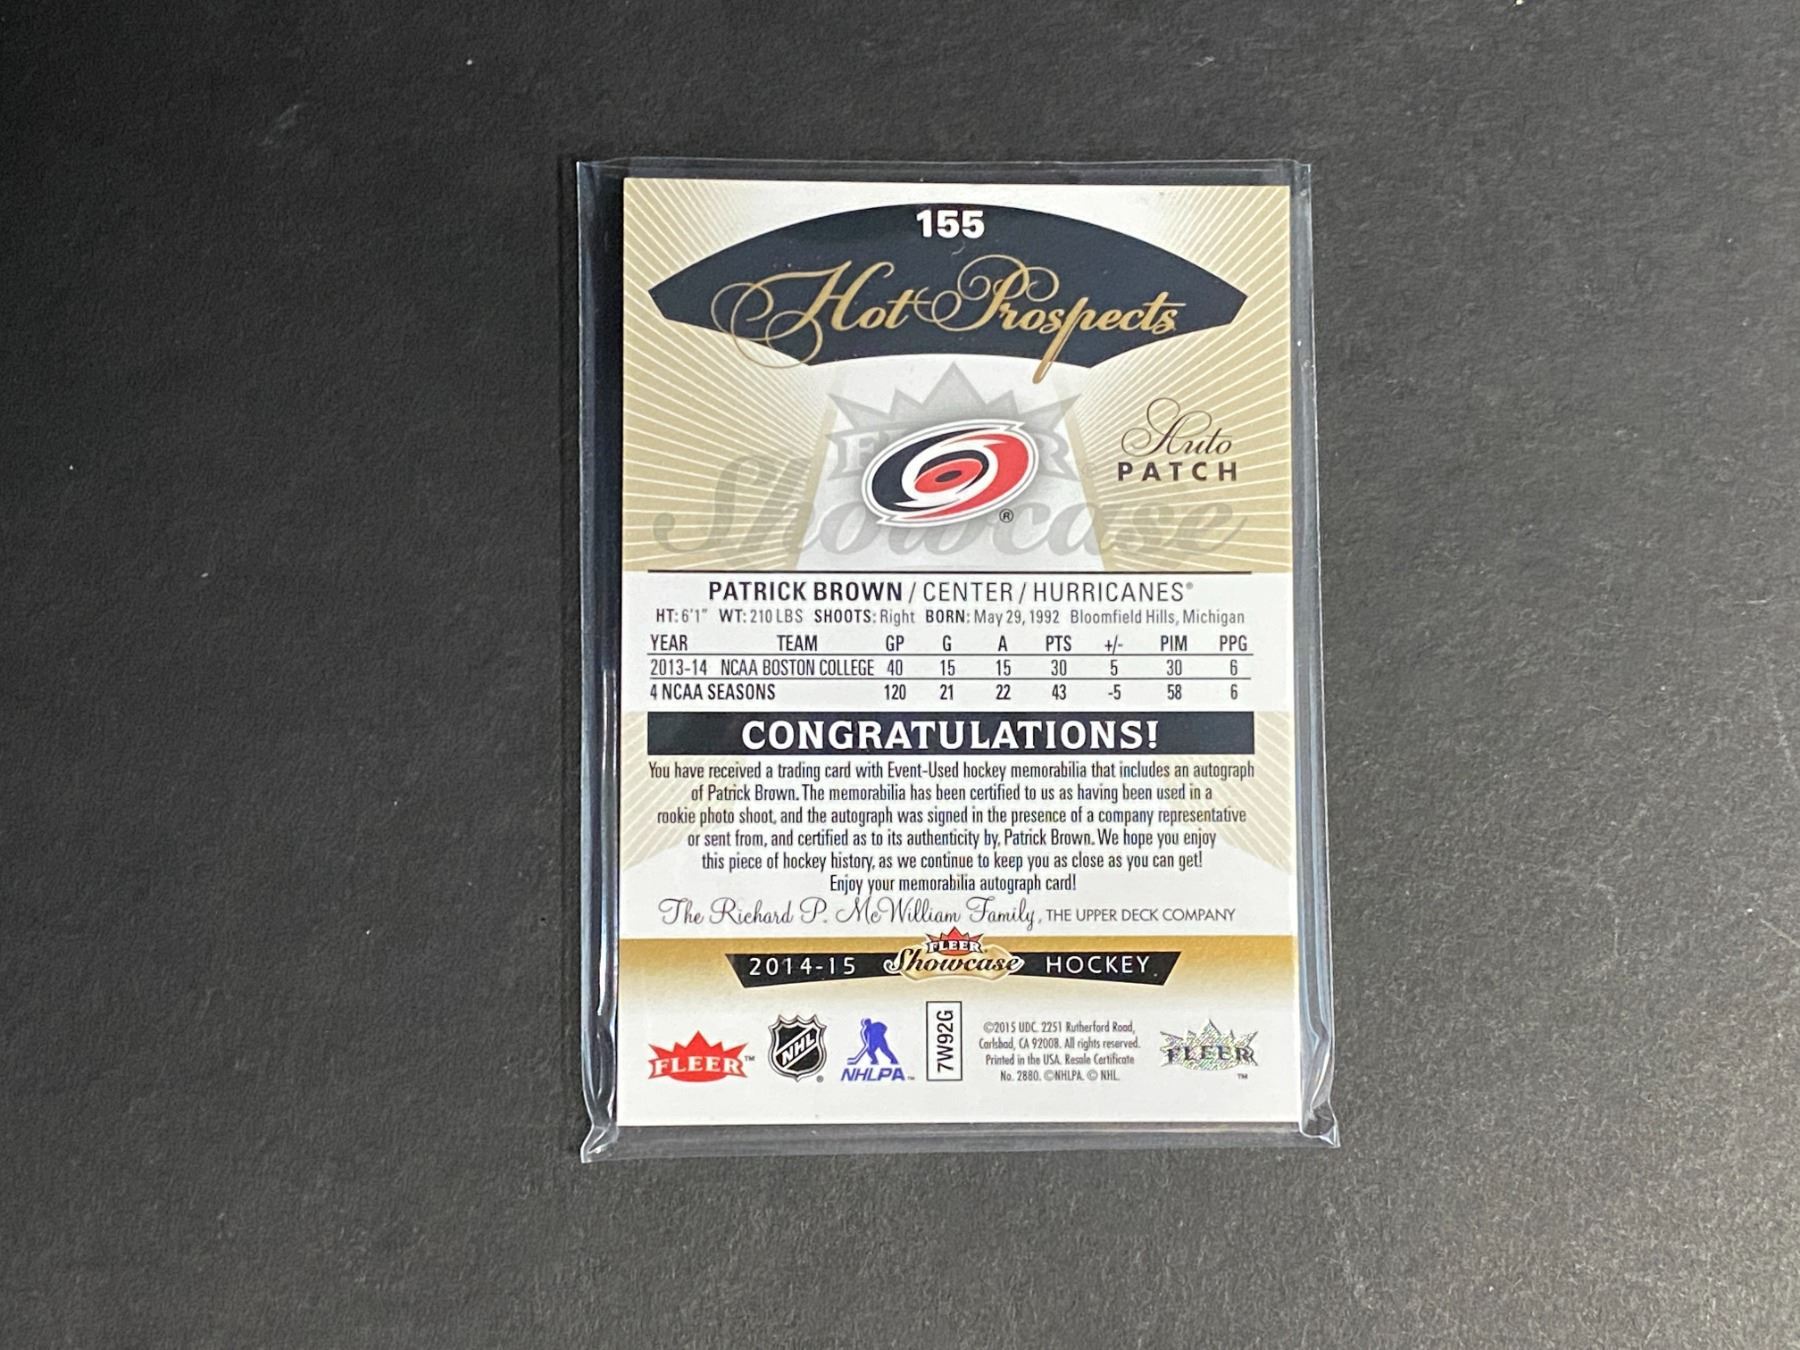 155
Hot Prospects
FLEER
Showcase
®
Auto
PATCH
PATRICK BROWN / CENTER / HURRICANES®
HT: 6'1" WT: 210 LBS SHOOTS: Right BORN: May 29, 1992 Bloomfield Hills, Michigan
YEAR TEAM GP G A PTS +/- PIM PPG
2013-14 NCAA BOSTON COLLEGE 40 15 15 30 5 30 6
4 NCAA SEASONS 120 21 22 43 -5 58 6
CONGRATULATIONS!
You have received a trading card with Event-Used hockey memorabilia that includes an autograph
of Patrick Brown. The memorabilia has been certified to us as having been used in a
rookie photo shoot, and the autograph was signed in the presence of a company representative
or sent from, and certified as to its authenticity by, Patrick Brown. We hope you enjoy
this piece of hockey history, as we continue to keep you as close as you can get!
Enjoy your memorabilia autograph card!
The Richard P. McWilliam Family, THE UPPER DECK COMPANY
2014-15 FLEER Showcase HOCKEY
FLEER™
NHL®
NHLPA™
7W92G
©2015 UDC. 2251 Rutherford Road,
Carlsbad, CA 92008. All rights reserved.
Printed in the USA. Resale Certificate
No. 2880. ©NHLPA. © NHL.
FLEER™